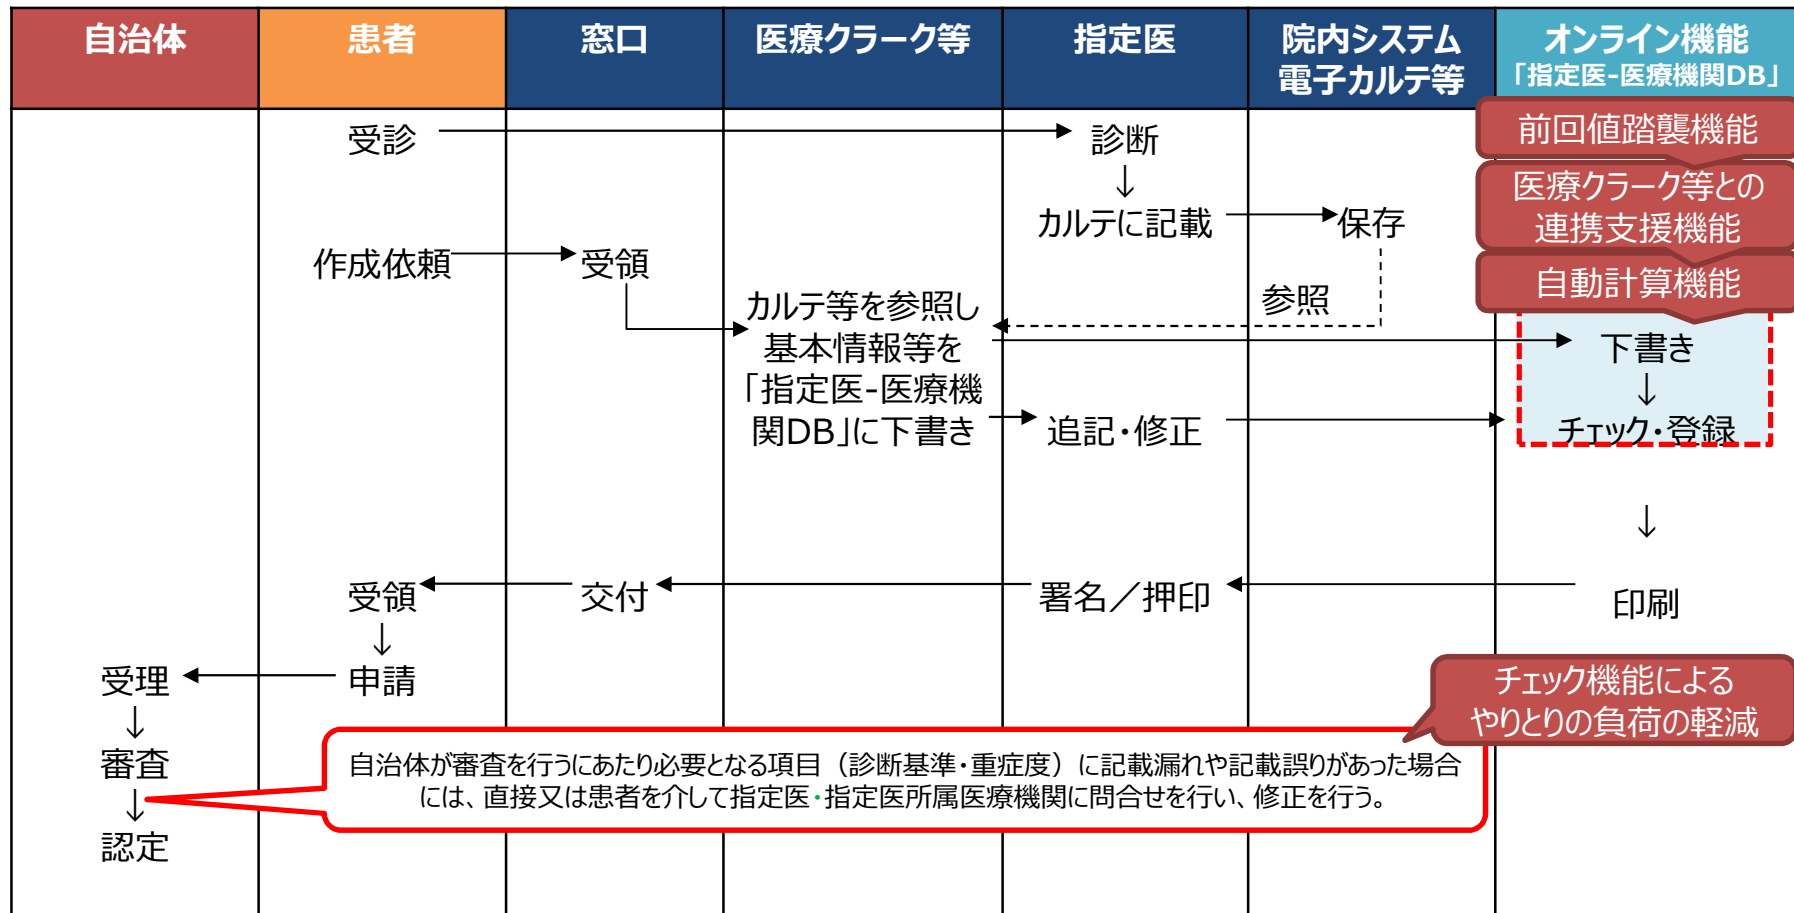 自治体
患者
窓口
医療クラーク等
指定医
院内システム
電子カルテ等
オンライン機能
「指定医-医療機関DB」
前回値踏襲機能
医療クラーク等との
連携支援機能
自動計算機能
受診
診断
↓
カルテに記載
保存
作成依頼
受領
参照
カルテ等を参照し
基本情報等を
「指定医-医療機
関DB」に下書き
下書き
↓
チェック・登録
追記・修正
↓
印刷
署名／押印
交付
受領
↓
申請
受理
↓
審査
↓
認定
チェック機能による
やりとりの負荷の軽減
自治体が審査を行うにあたり必要となる項目（診断基準・重症度）に記載漏れや記載誤りがあった場合
には、直接又は患者を介して指定医・指定医所属医療機関に問合せを行い、修正を行う。